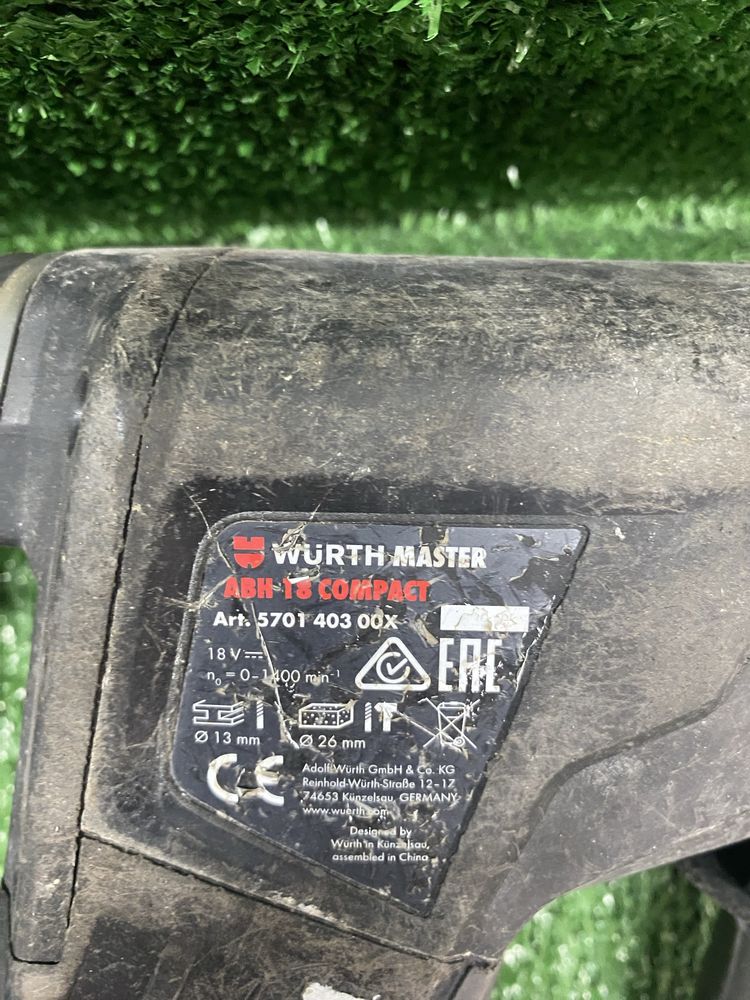 WÜRTH MASTER
ABH 18 COMPACT
Art. 5701 403 00X
18 V
n₀ = 0-1400 min⁻¹
EAC
Ø 13 mm
Ø 26 mm
CE
Adolf Würth GmbH & Co. KG
Reinhold-Würth-Straße 12-17
74653 Künzelsau, GERMANY
www.wuerth.com
Designed by
Würth in Künzelsau,
assembled in China